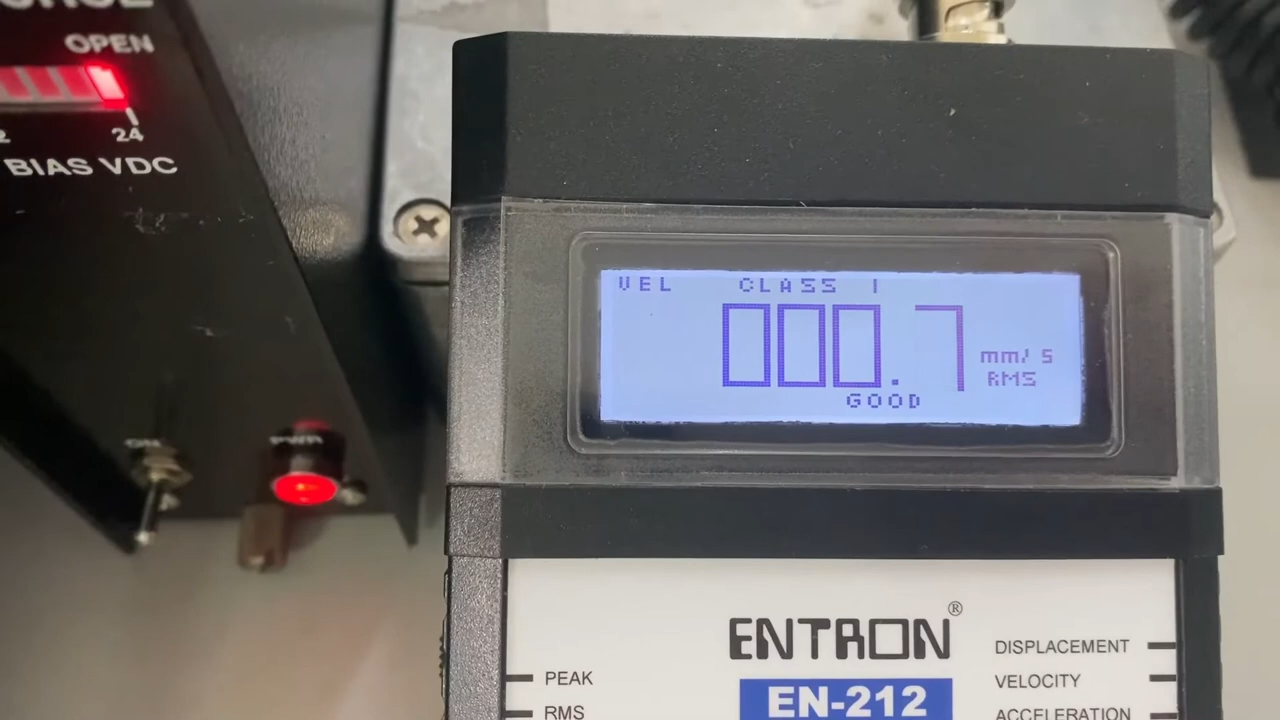 OPEN
24
BIAS VDC
ON
PWR
VEL CLASS I
000.7
mm/s
RMS
GOOD
ENTRON®
EN-212
PEAK
RMS
DISPLACEMENT
VELOCITY
ACCELERATION